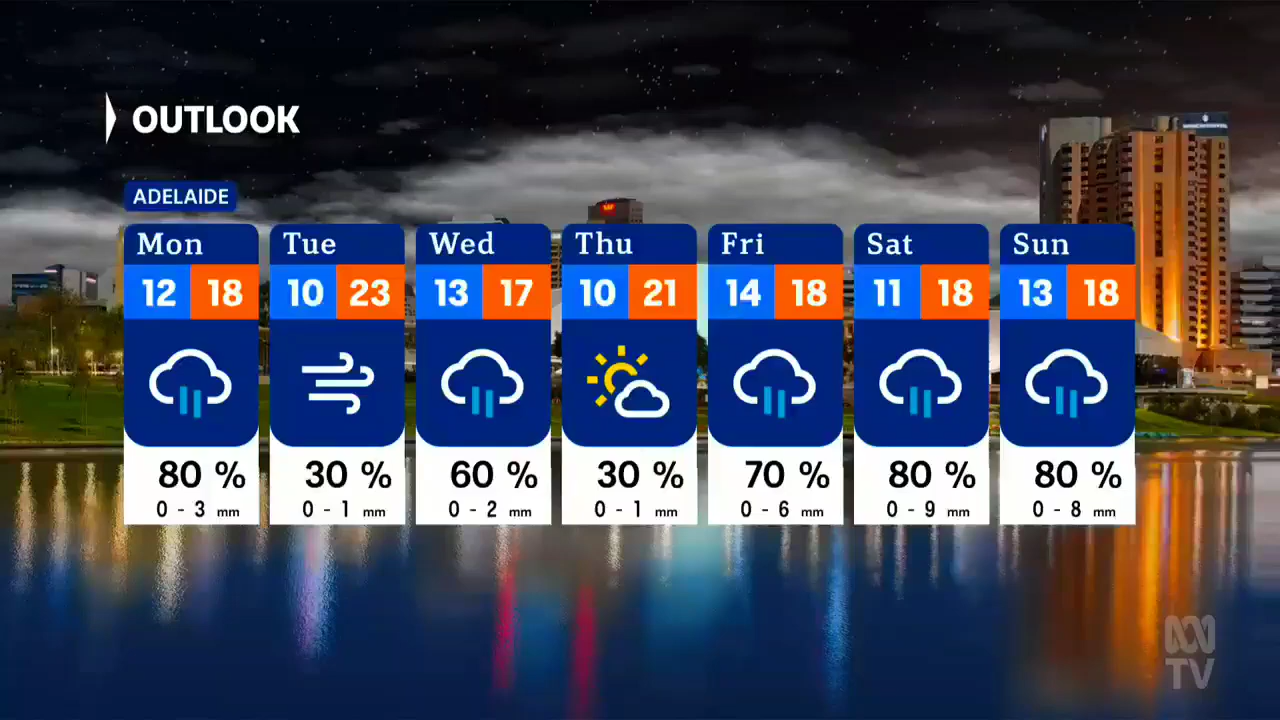 OUTLOOK
ADELAIDE
Mon Tue Wed Thu Fri Sat Sun
12 18 10 23 13 17 10 21 14 18 11 18 13 18
80 % 30 % 60 % 30 % 70 % 80 % 80 %
0 - 3 mm 0 - 1 mm 0 - 2 mm 0 - 1 mm 0 - 6 mm 0 - 9 mm 0 - 8 mm
TV